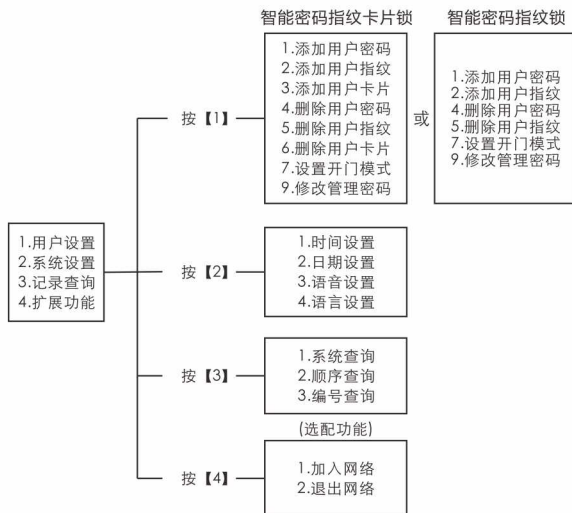 智能密码指纹卡片锁
智能密码指纹锁
1.用户设置
2.系统设置
3.记录查询
4.扩展功能
按【1】
1.添加用户密码
2.添加用户指纹
3.添加用户卡片
4.删除用户密码
5.删除用户指纹
6.删除用户卡片
7.设置开门模式
9.修改管理密码
或
1.添加用户密码
2.添加用户指纹
4.删除用户密码
5.删除用户指纹
7.设置开门模式
9.修改管理密码
按【2】
1.时间设置
2.日期设置
3.语音设置
4.语言设置
按【3】
1.系统查询
2.顺序查询
3.编号查询
(选配功能)
按【4】
1.加入网络
2.退出网络